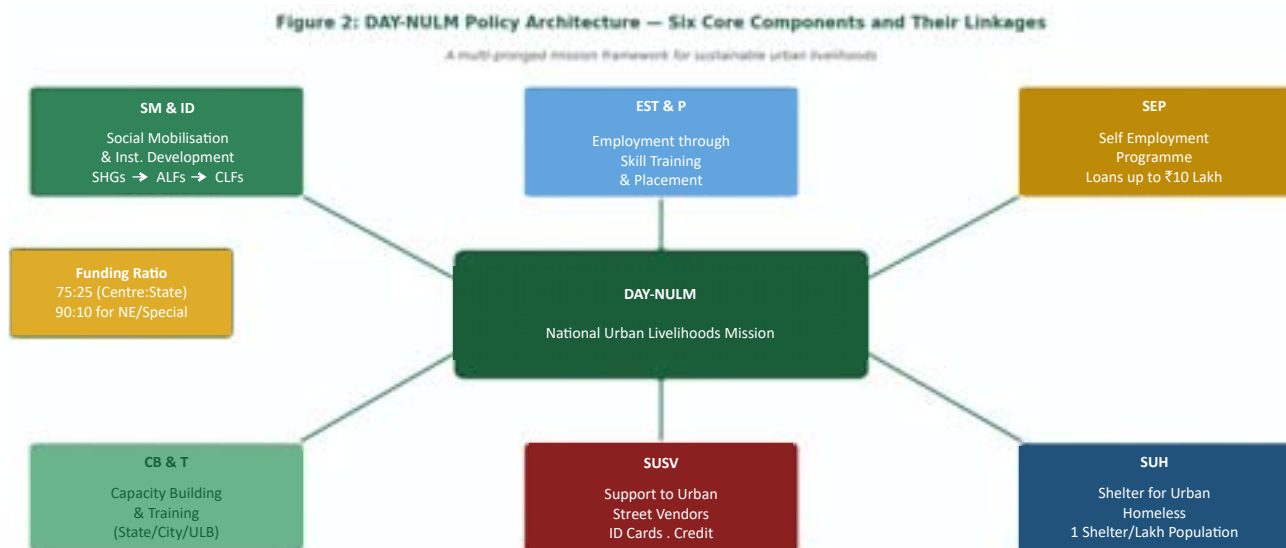 Figure 2: DAY-NULM Policy Architecture — Six Core Components and Their Linkages
A multi-pronged mission framework for sustainable urban livelihoods
SM & ID
Social Mobilisation
& Inst. Development
SHGs → ALFs → CLFs
EST & P
Employment through
Skill Training
& Placement
SEP
Self Employment
Programme
Loans up to ₹10 Lakh
Funding Ratio
75:25 (Centre:State)
90:10 for NE/Special
DAY-NULM
National Urban Livelihoods Mission
CB & T
Capacity Building
& Training
(State/City/ULB)
SUSV
Support to Urban
Street Vendors
ID Cards . Credit
SUH
Shelter for Urban
Homeless
1 Shelter/Lakh Population